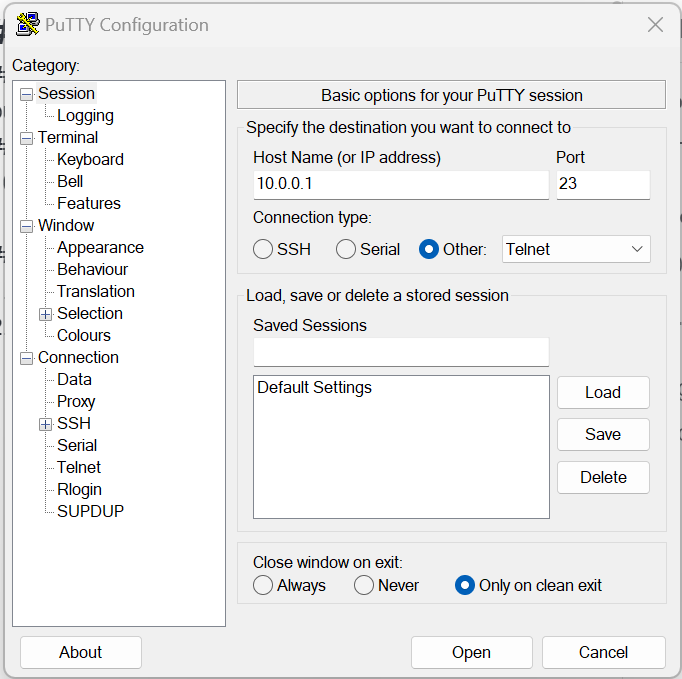 PuTTY Configuration
Category:
Session
Logging
Terminal
Keyboard
Bell
Features
Window
Appearance
Behaviour
Translation
Selection
Colours
Connection
Data
Proxy
SSH
Serial
Telnet
Rlogin
SUPDUP
Basic options for your PuTTY session
Specify the destination you want to connect to
Host Name (or IP address) Port
10.0.0.1 23
Connection type:
SSH Serial Other: Telnet
Load, save or delete a stored session
Saved Sessions
Default Settings
Load
Save
Delete
Close window on exit:
Always Never Only on clean exit
About Open Cancel